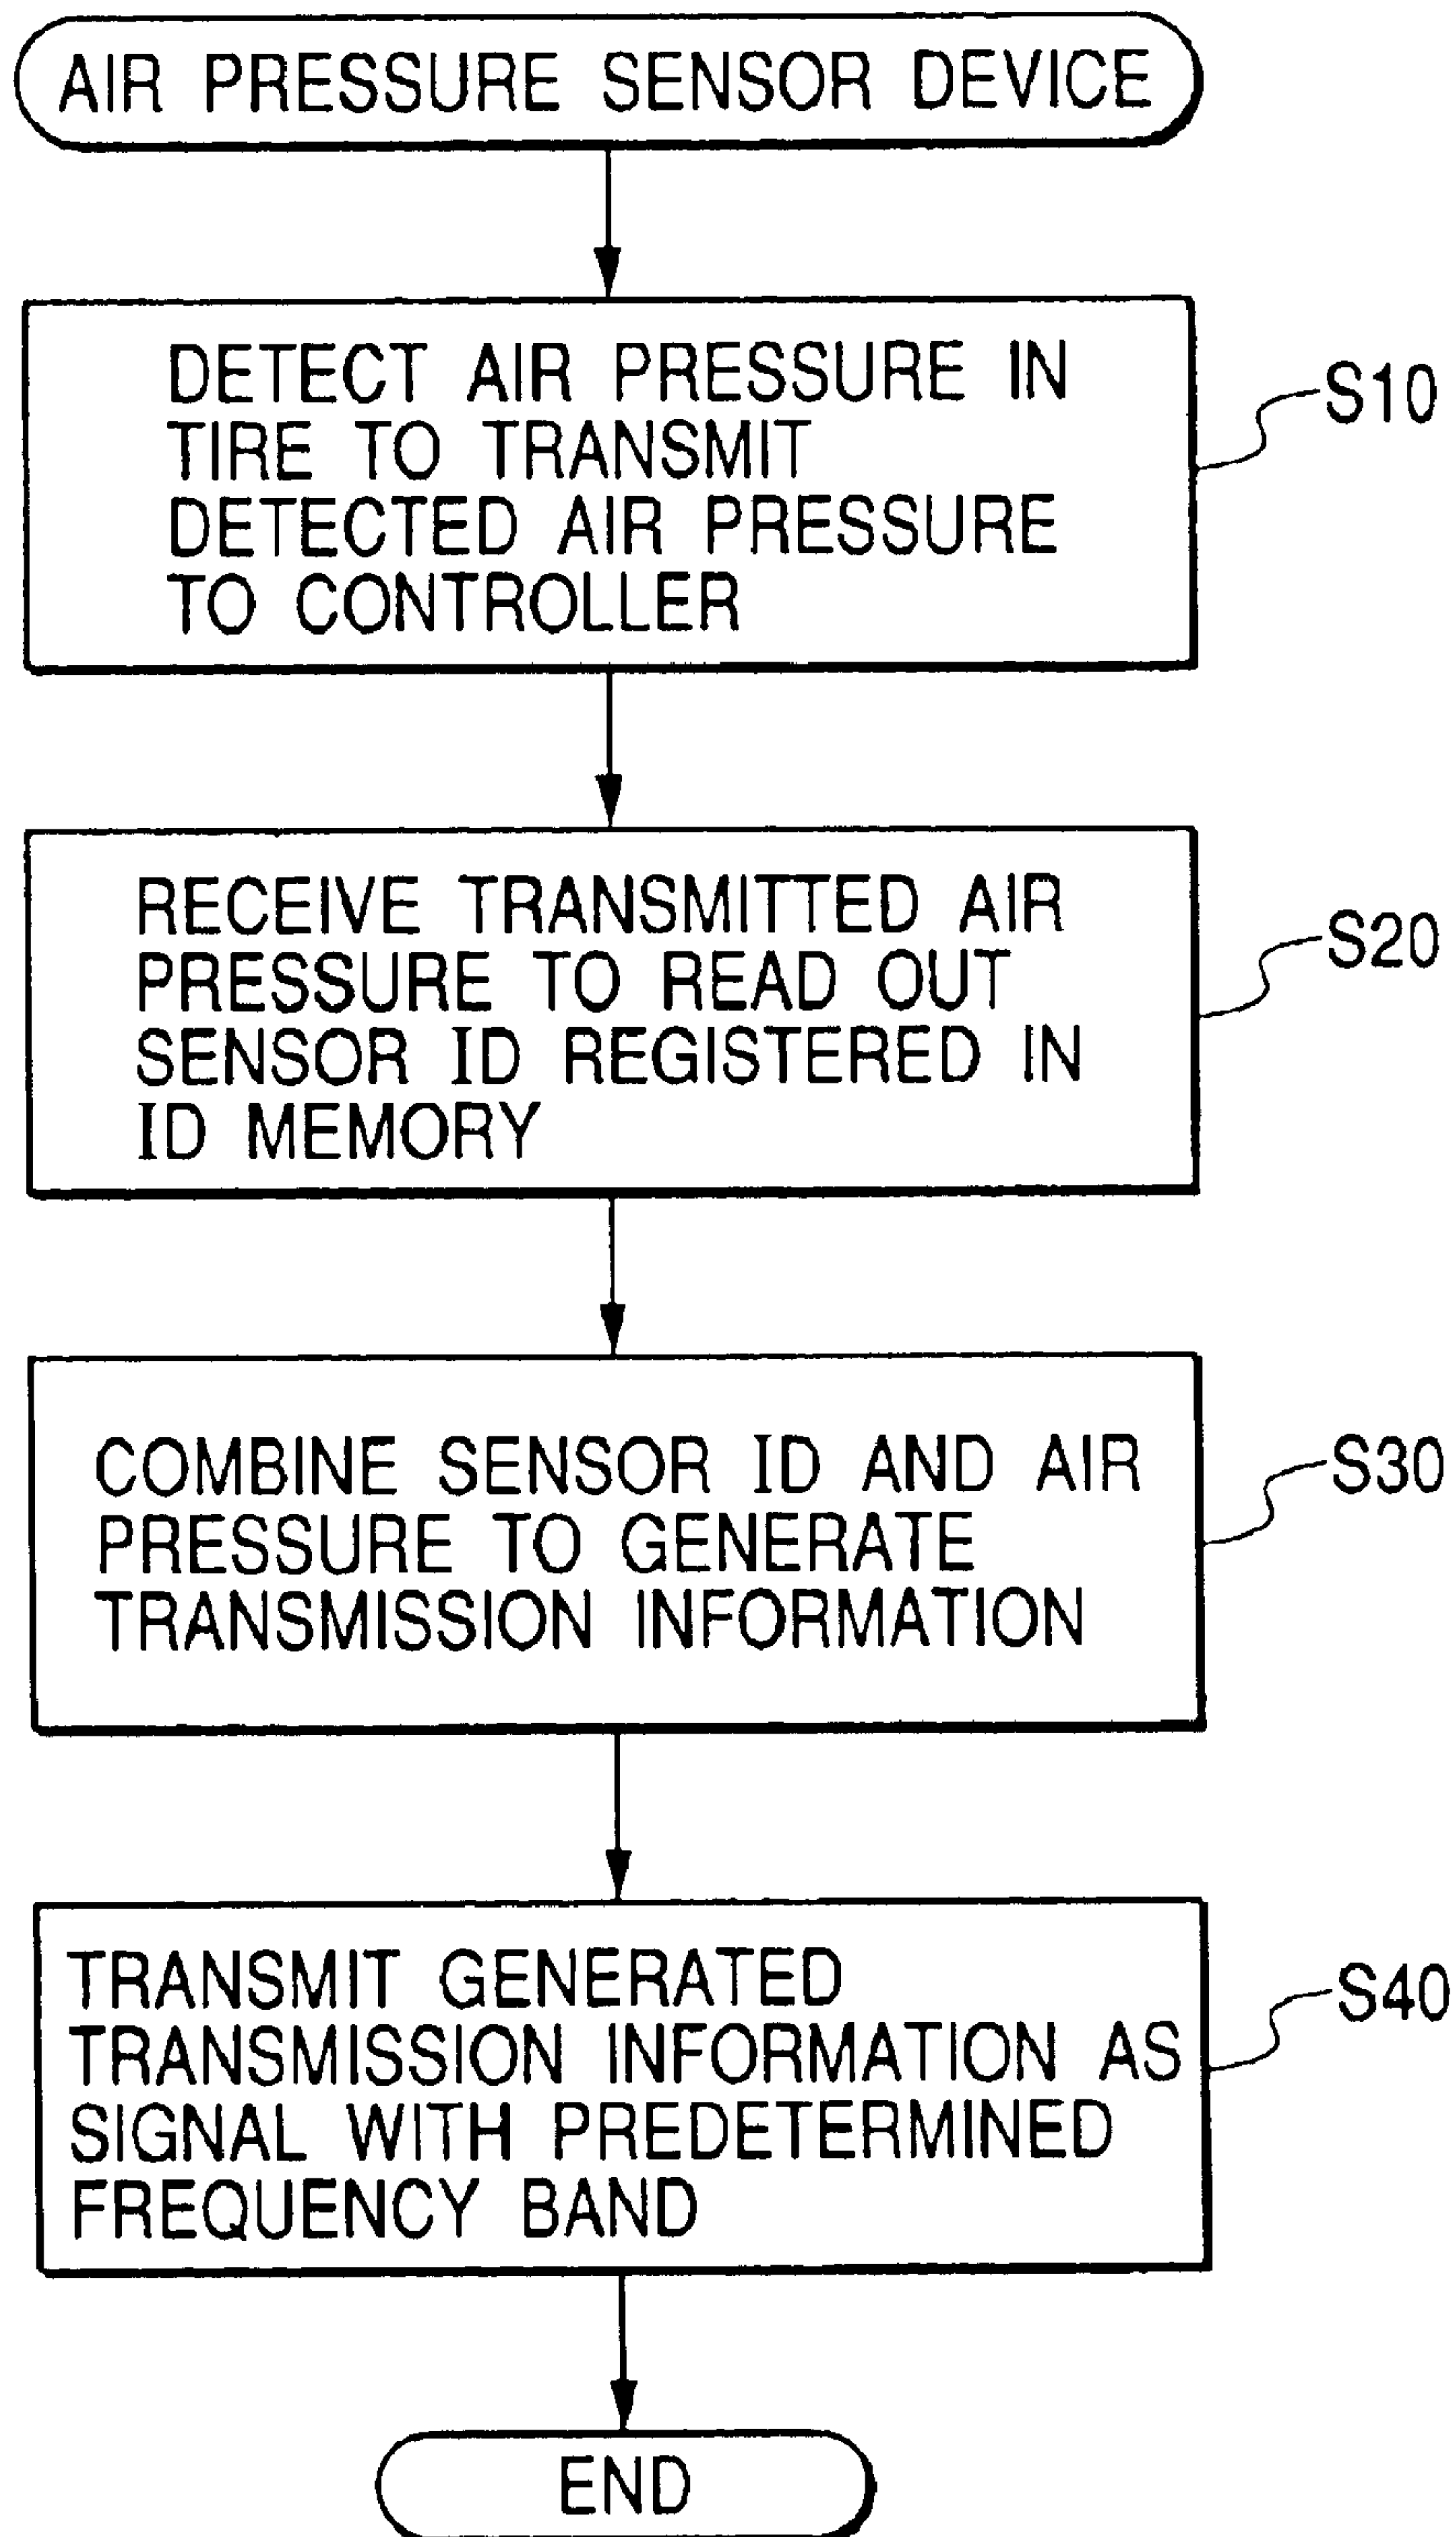 AIR PRESSURE SENSOR DEVICE
DETECT AIR PRESSURE IN
TIRE TO TRANSMIT
DETECTED AIR PRESSURE
TO CONTROLLER
S10
RECEIVE TRANSMITTED AIR
PRESSURE TO READ OUT
SENSOR ID REGISTERED IN
ID MEMORY
S20
COMBINE SENSOR ID AND AIR
PRESSURE TO GENERATE
TRANSMISSION INFORMATION
S30
TRANSMIT GENERATED
TRANSMISSION INFORMATION AS
SIGNAL WITH PREDETERMINED
FREQUENCY BAND
S40
END